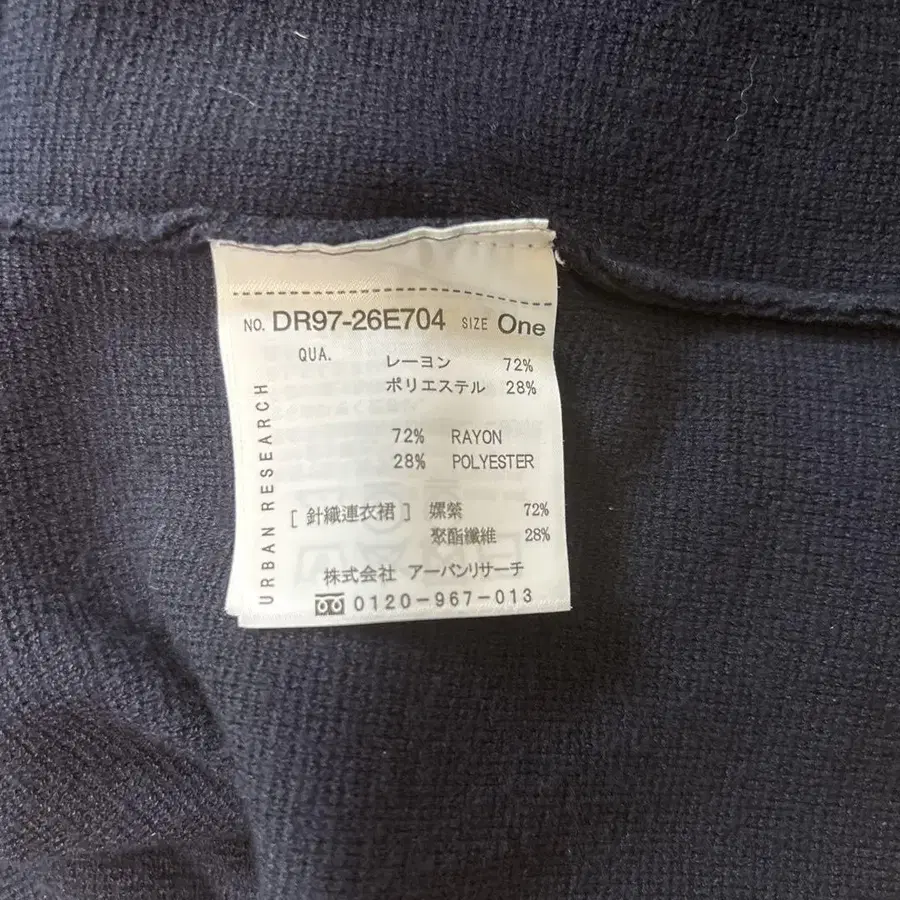 NO. DR97-26E704 SIZE One
QUA.
レーヨン 72%
ポリエステル 28%
72% RAYON
28% POLYESTER
[針織連衣裙] 嫘縈 72%
聚酯纖維 28%
株式会社 アーバンリサーチ
0120-967-013
URBAN RESEARCH